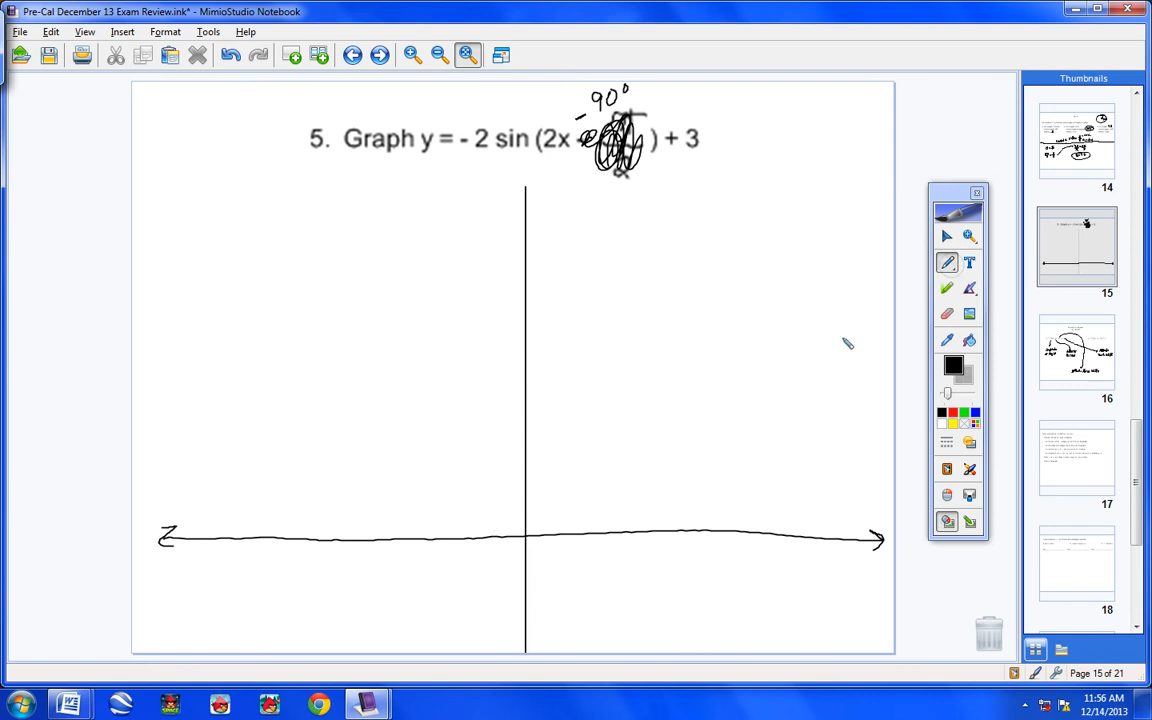 Pre-Cal December 13 Exam Review.ink* - MimioStudio Notebook
File Edit View Insert Format Tools Help
Thumbnails
- 90°
5. Graph y = - 2 sin (2x ) + 3
14
15
16
17
18
T
Page 15 of 21
11:56 AM
12/14/2013